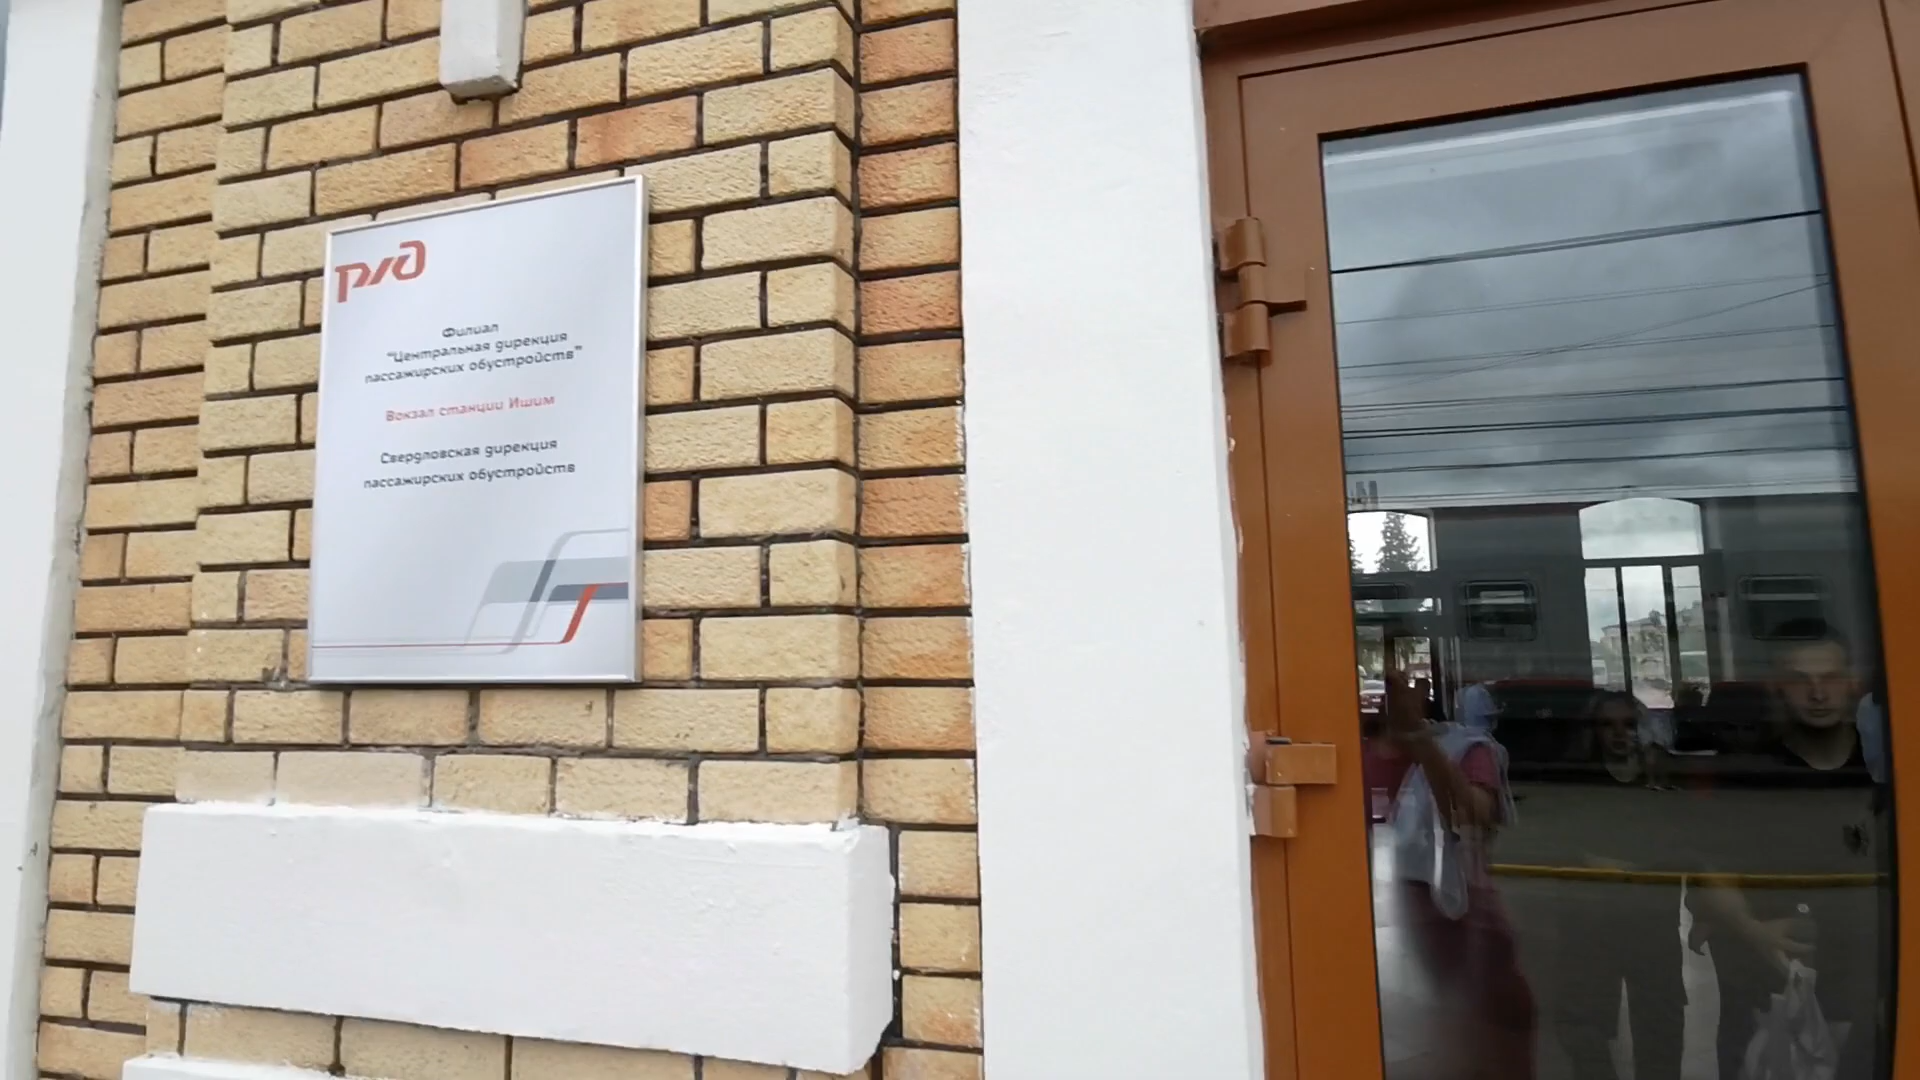 РЖД
Филиал
"Центральная дирекция
пассажирских обустройств"
Вокзал станции Ишим
Свердловская дирекция
пассажирских обустройств